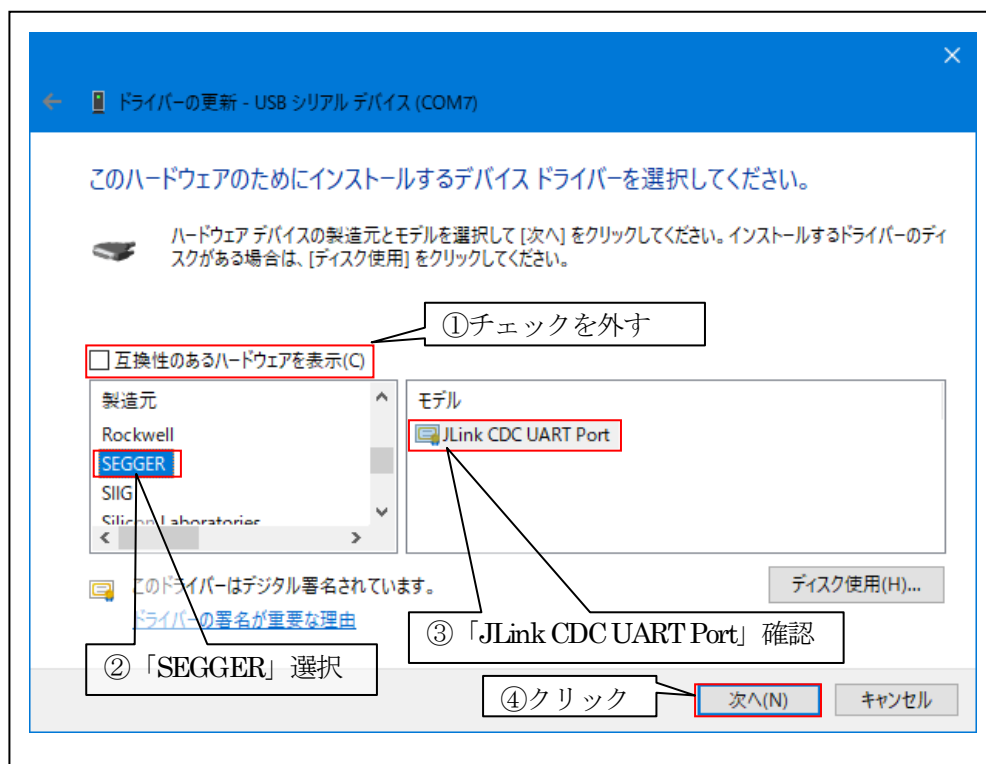 ドライバーの更新 - USB シリアル デバイス (COM7)
このハードウェアのためにインストールするデバイス ドライバーを選択してください。
ハードウェア デバイスの製造元とモデルを選択して [次へ] をクリックしてください。インストールするドライバーのディ
スクがある場合は、[ディスク使用] をクリックしてください。
①チェックを外す
互換性のあるハードウェアを表示(C)
製造元
Rockwell
SEGGER
SIIG
Silicon Laboratories
モデル
JLink CDC UART Port
このドライバーはデジタル署名されています。
ドライバーの署名が重要な理由
ディスク使用(H)...
③「JLink CDC UART Port」確認
②「SEGGER」選択
④クリック
次へ(N)
キャンセル